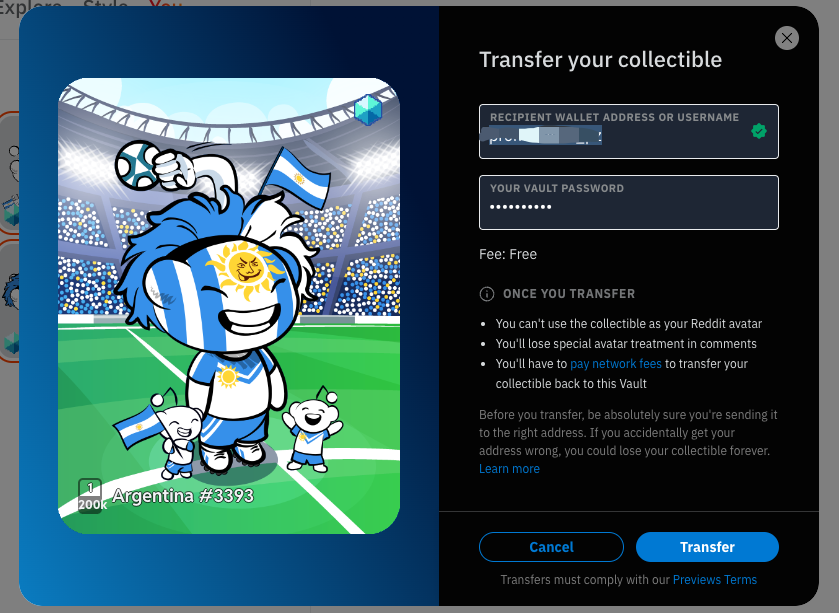 Explore Style You
Transfer your collectible
RECIPIENT WALLET ADDRESS OR USERNAME
YOUR VAULT PASSWORD
••••••••••
Fee: Free
ONCE YOU TRANSFER
• You can't use the collectible as your Reddit avatar
• You'll lose special avatar treatment in comments
• You'll have to pay network fees to transfer your
collectible back to this Vault
Before you transfer, be absolutely sure you're sending it
to the right address. If you accidentally get your
address wrong, you could lose your collectible forever.
Learn more
1
200k
Argentina #3393
Cancel
Transfer
Transfers must comply with our Previews Terms